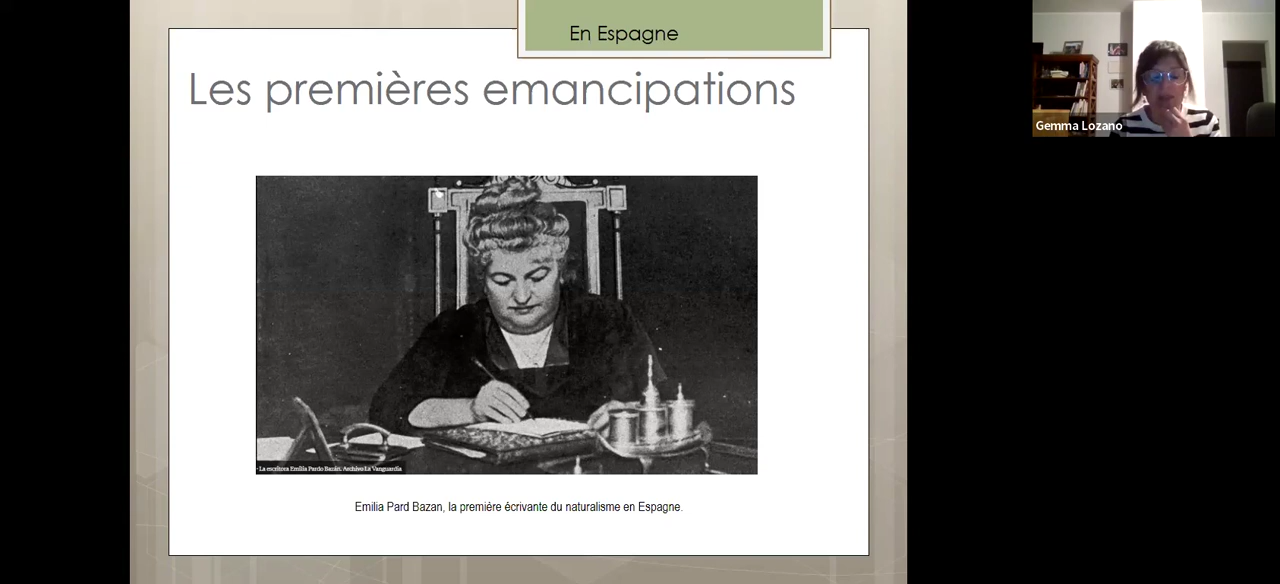 En Espagne
Les premières emancipations
Gemma Lozano
- La escritora Emilia Pardo Bazán. Archivo La Vanguardia
Emilia Pard Bazan, la première écrivante du naturalisme en Espagne.